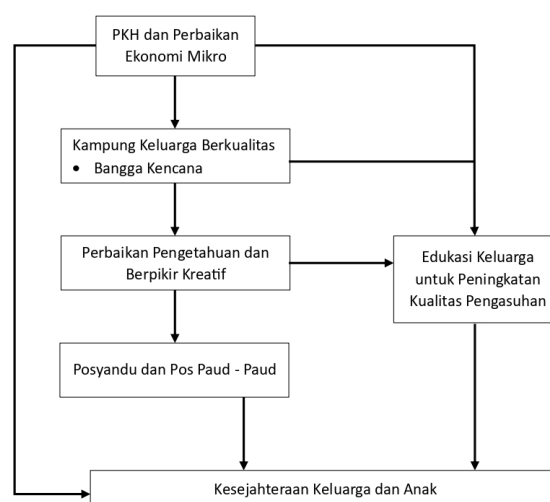 PKH dan Perbaikan
Ekonomi Mikro
Kampung Keluarga Berkualitas
• Bangga Kencana
Perbaikan Pengetahuan dan
Berpikir Kreatif
Edukasi Keluarga
untuk Peningkatan
Kualitas Pengasuhan
Posyandu dan Pos Paud - Paud
Kesejahteraan Keluarga dan Anak